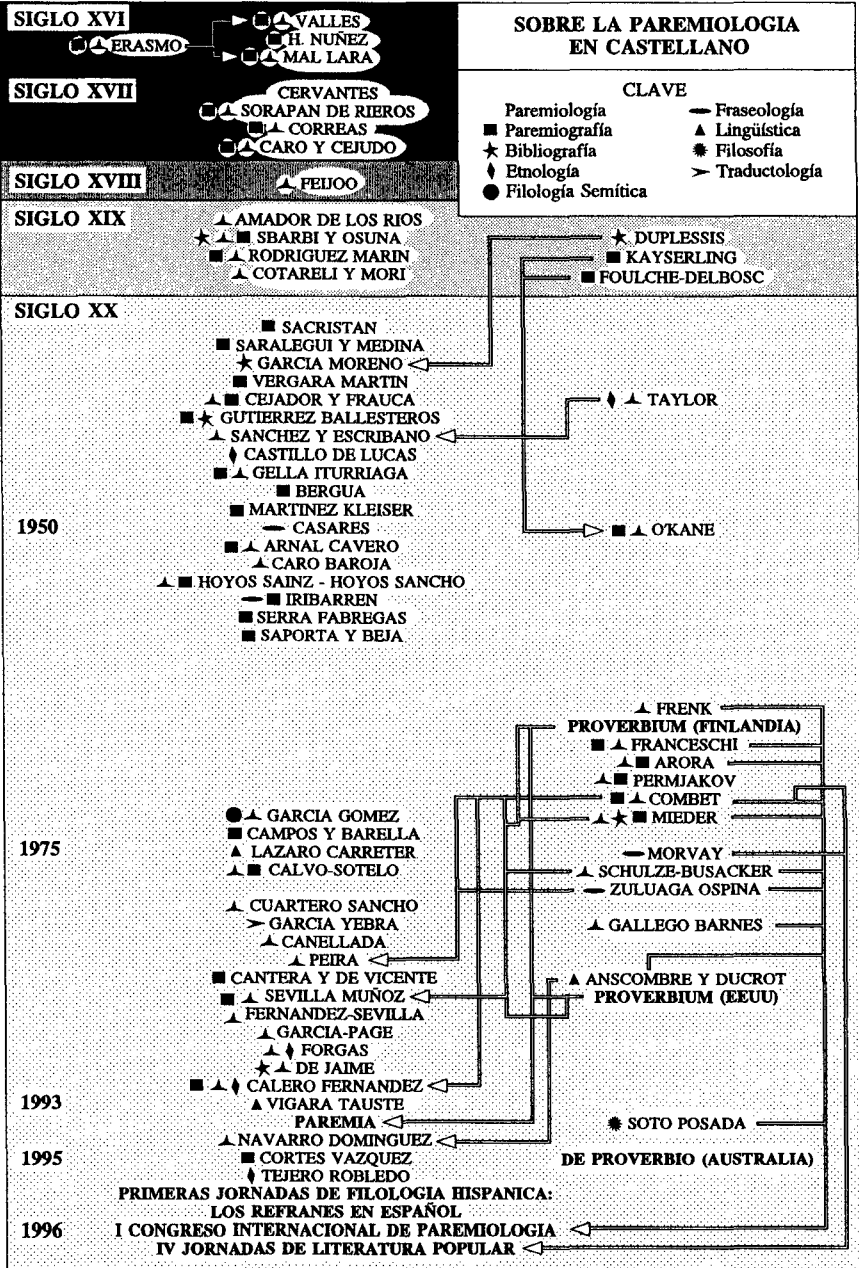 SOBRE LA PAREMIOLOGIA
EN CASTELLANO
CLAVE
Paremiología
Paremiografía
Bibliografía
Etnología
Filología Semítica
Fraseología
Lingüística
Filosofía
Traductología
SIGLO XVI
ERASMO
VALLES
H. NUÑEZ
MAL LARA
SIGLO XVII
CERVANTES
SORAPAN DE RIEROS
CORREAS
CARO Y CEJUDO
SIGLO XVIII
FEIJOO
SIGLO XIX
AMADOR DE LOS RIOS
SBARBI Y OSUNA
RODRIGUEZ MARIN
COTARELI Y MORI
DUPLESSIS
KAYSERLING
FOULCHE-DELBOSC
SIGLO XX
SACRISTAN
SARALEGUI Y MEDINA
GARCIA MORENO
VERGARA MARTIN
CEJADOR Y FRAUCA
GUTIERREZ BALLESTEROS
SANCHEZ Y ESCRIBANO
CASTILLO DE LUCAS
GELLA ITURRIAGA
BERGUA
MARTINEZ KLEISER
1950
CASARES
ARNAL CAVERO
CARO BAROJA
HOYOS SAINZ - HOYOS SANCHO
IRIBARREN
SERRA FABREGAS
SAPORTA Y BEJA
TAYLOR
O'KANE
FRENK
PROVERBIUM (FINLANDIA)
FRANCESCHI
ARORA
PERMJAKOV
COMBET
MIEDER
MORVAY
SCHULZE-BUSACKER
ZULUAGA OSPINA
GALLEGO BARNES
ANSCOMBRE Y DUCROT
PROVERBIUM (EEUU)
SOTO POSADA
DE PROVERBIO (AUSTRALIA)
GARCIA GOMEZ
CAMPOS Y BARELLA
1975
LAZARO CARRETER
CALVO-SOTELO
CUARTERO SANCHO
GARCIA YEBRA
CANELLADA
PEIRA
CANTERA Y DE VICENTE
SEVILLA MUÑOZ
FERNANDEZ-SEVILLA
GARCIA-PAGE
FORGAS
DE JAIME
CALERO FERNANDEZ
1993
VIGARA TAUSTE
PAREMIA
NAVARRO DOMINGUEZ
1995
CORTES VAZQUEZ
TEJERO ROBLEDO
PRIMERAS JORNADAS DE FILOLOGIA HISPANICA:
LOS REFRANES EN ESPAÑOL
1996
I CONGRESO INTERNACIONAL DE PAREMIOLOGIA
IV JORNADAS DE LITERATURA POPULAR